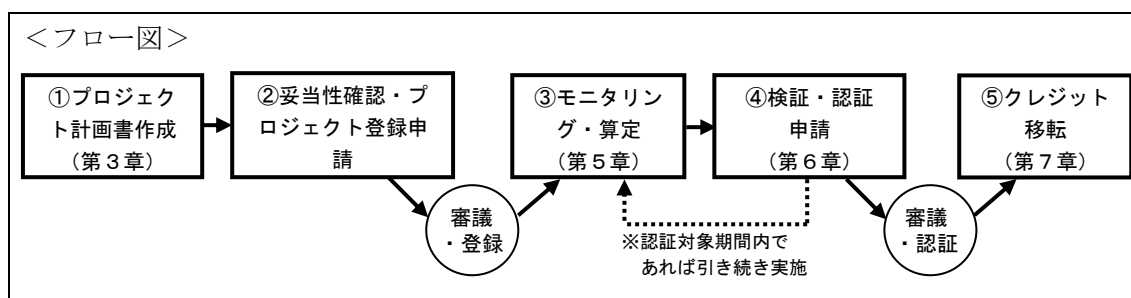 ＜フロー図＞
①プロジェク
ト計画書作成
（第３章）
②妥当性確認・プ
ロジェクト登録申
請
③モニタリン
グ・算定
（第５章）
④検証・認証
申請
（第６章）
⑤クレジット
移転
（第７章）
審議
・登録
※認証対象期間内で
あれば引き続き実施
審議
・認証